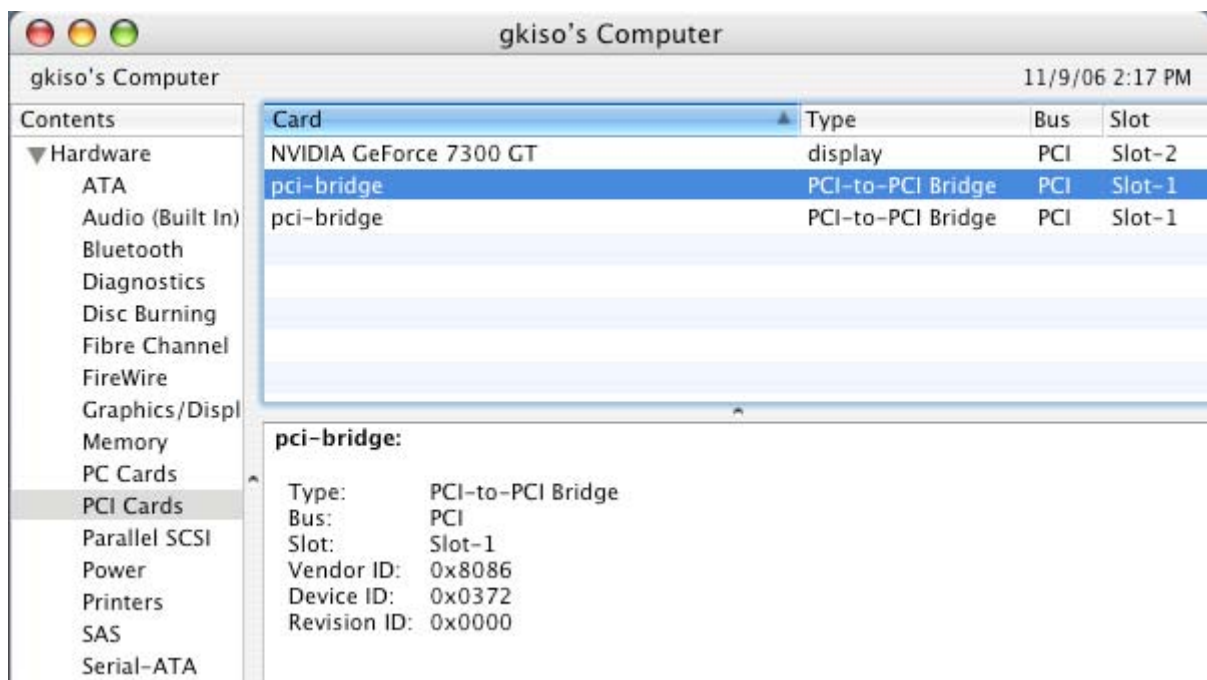 gkiso's Computer
gkiso's Computer 11/9/06 2:17 PM
Contents
Hardware
ATA
Audio (Built In)
Bluetooth
Diagnostics
Disc Burning
Fibre Channel
FireWire
Graphics/Displ
Memory
PC Cards
PCI Cards
Parallel SCSI
Power
Printers
SAS
Serial-ATA
Card Type Bus Slot
NVIDIA GeForce 7300 GT display PCI Slot-2
pci-bridge PCI-to-PCI Bridge PCI Slot-1
pci-bridge PCI-to-PCI Bridge PCI Slot-1
pci-bridge:
Type: PCI-to-PCI Bridge
Bus: PCI
Slot: Slot-1
Vendor ID: 0x8086
Device ID: 0x0372
Revision ID: 0x0000